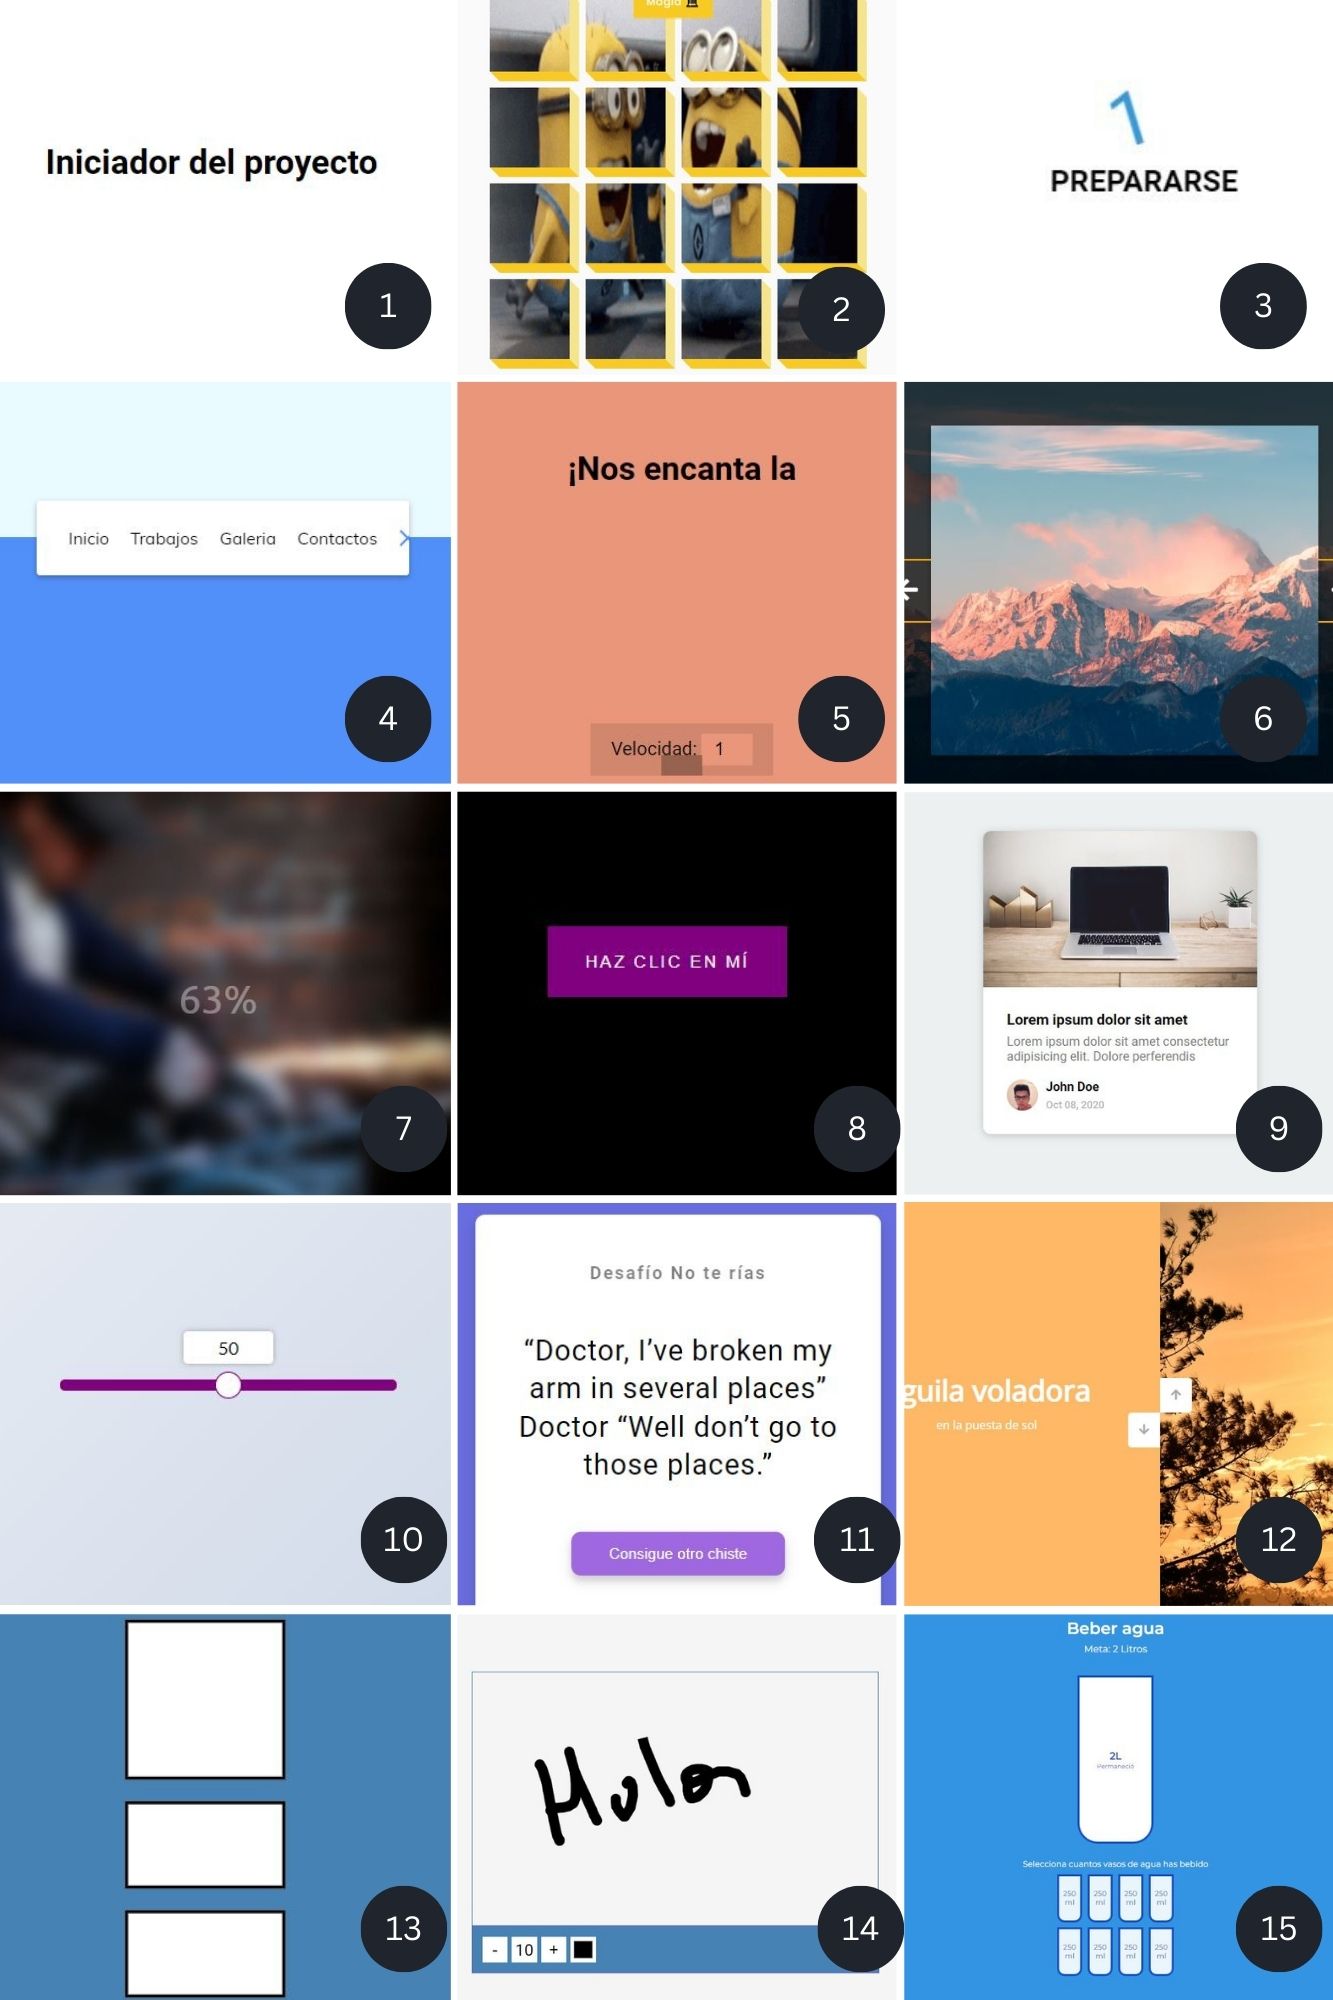 Magia
Iniciador del proyecto
1
2
1
PREPARARSE
3
Inicio Trabajos Galeria Contactos
4
¡Nos encanta la
Velocidad: 1
5
6
63%
7
HAZ CLIC EN MÍ
8
Lorem ipsum dolor sit amet
Lorem ipsum dolor sit amet consectetur
adipisicing elit. Dolore perferendis
John Doe
Oct 08, 2020
9
50
10
Desafío No te rías
“Doctor, I’ve broken my
arm in several places”
Doctor “Well don’t go to
those places.”
Consigue otro chiste
11
guila voladora
en la puesta de sol
12
13
Hola
- 10 +
14
Beber agua
Meta: 2 Litros
2L
Permaneció
Selecciona cuantos vasos de agua has bebido
250 ml 250 ml 250 ml 250 ml
250 ml 250 ml 250 ml 250 ml
15